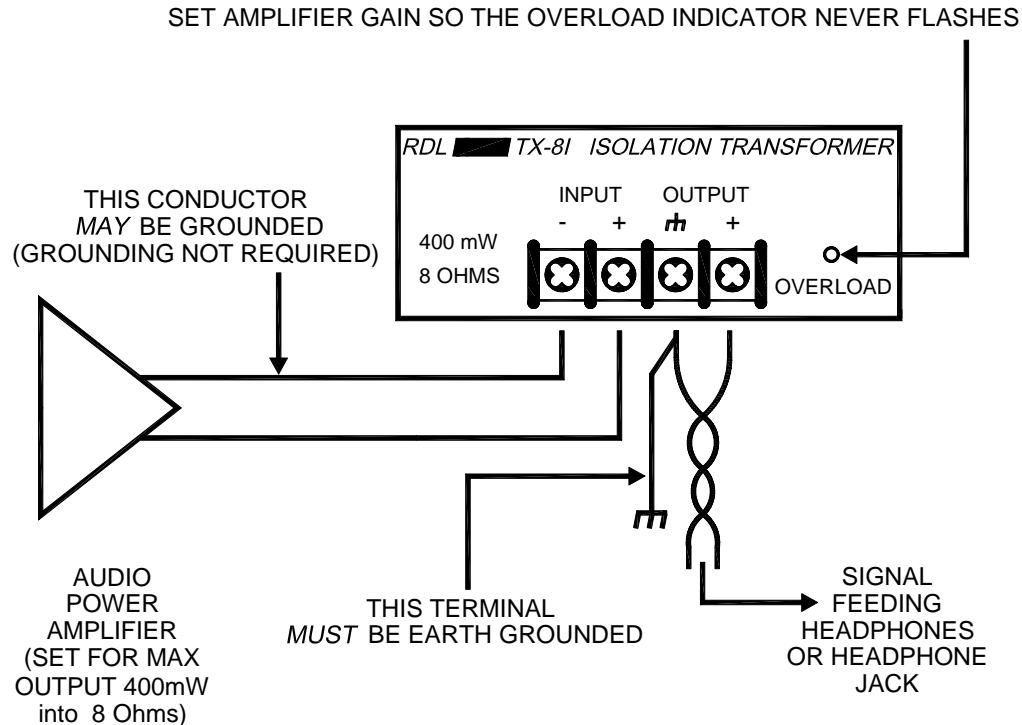 SET AMPLIFIER GAIN SO THE OVERLOAD INDICATOR NEVER FLASHES
RDL TX-8I ISOLATION TRANSFORMER
INPUT OUTPUT
- + +
400 mW
8 OHMS
OVERLOAD
THIS CONDUCTOR
MAY BE GROUNDED
(GROUNDING NOT REQUIRED)
AUDIO
POWER
AMPLIFIER
(SET FOR MAX
OUTPUT 400mW
into 8 Ohms)
THIS TERMINAL
MUST BE EARTH GROUNDED
SIGNAL
FEEDING
HEADPHONES
OR HEADPHONE
JACK